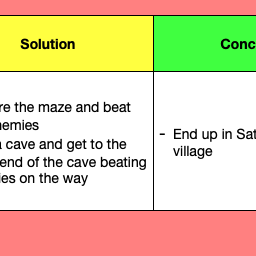 Solution
Conc
re the maze and beat
nemies
a cave and get to the
end of the cave beating
ies on the way
- End up in Sat
village